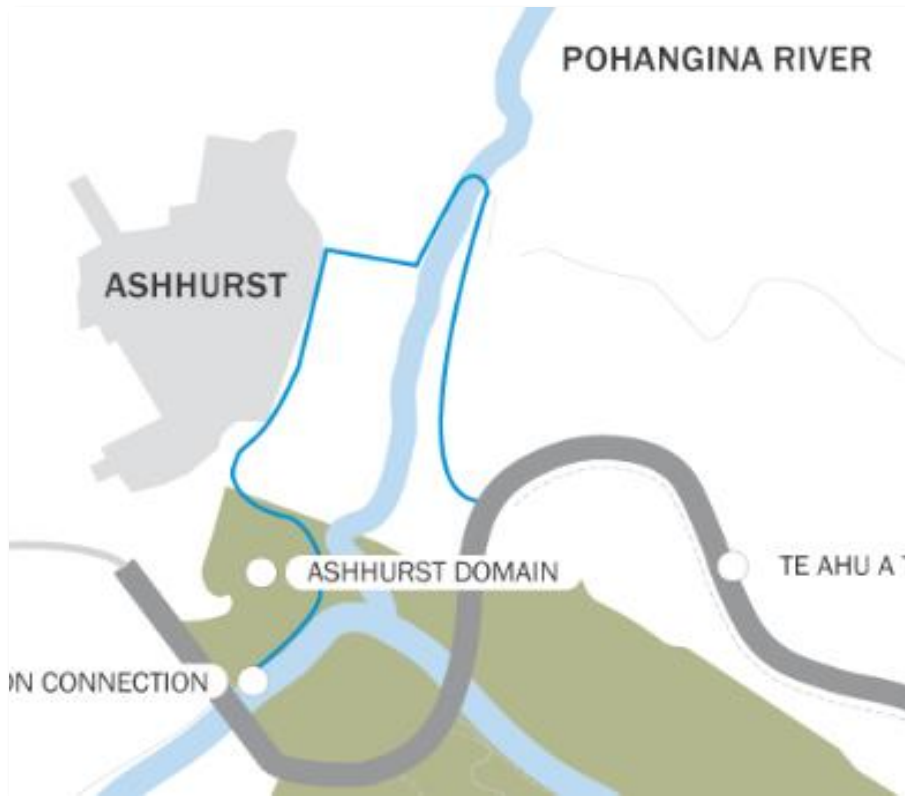 POHANGINA RIVER
ASHHURST
ASHHURST DOMAIN
TE AHU A
ON CONNECTION